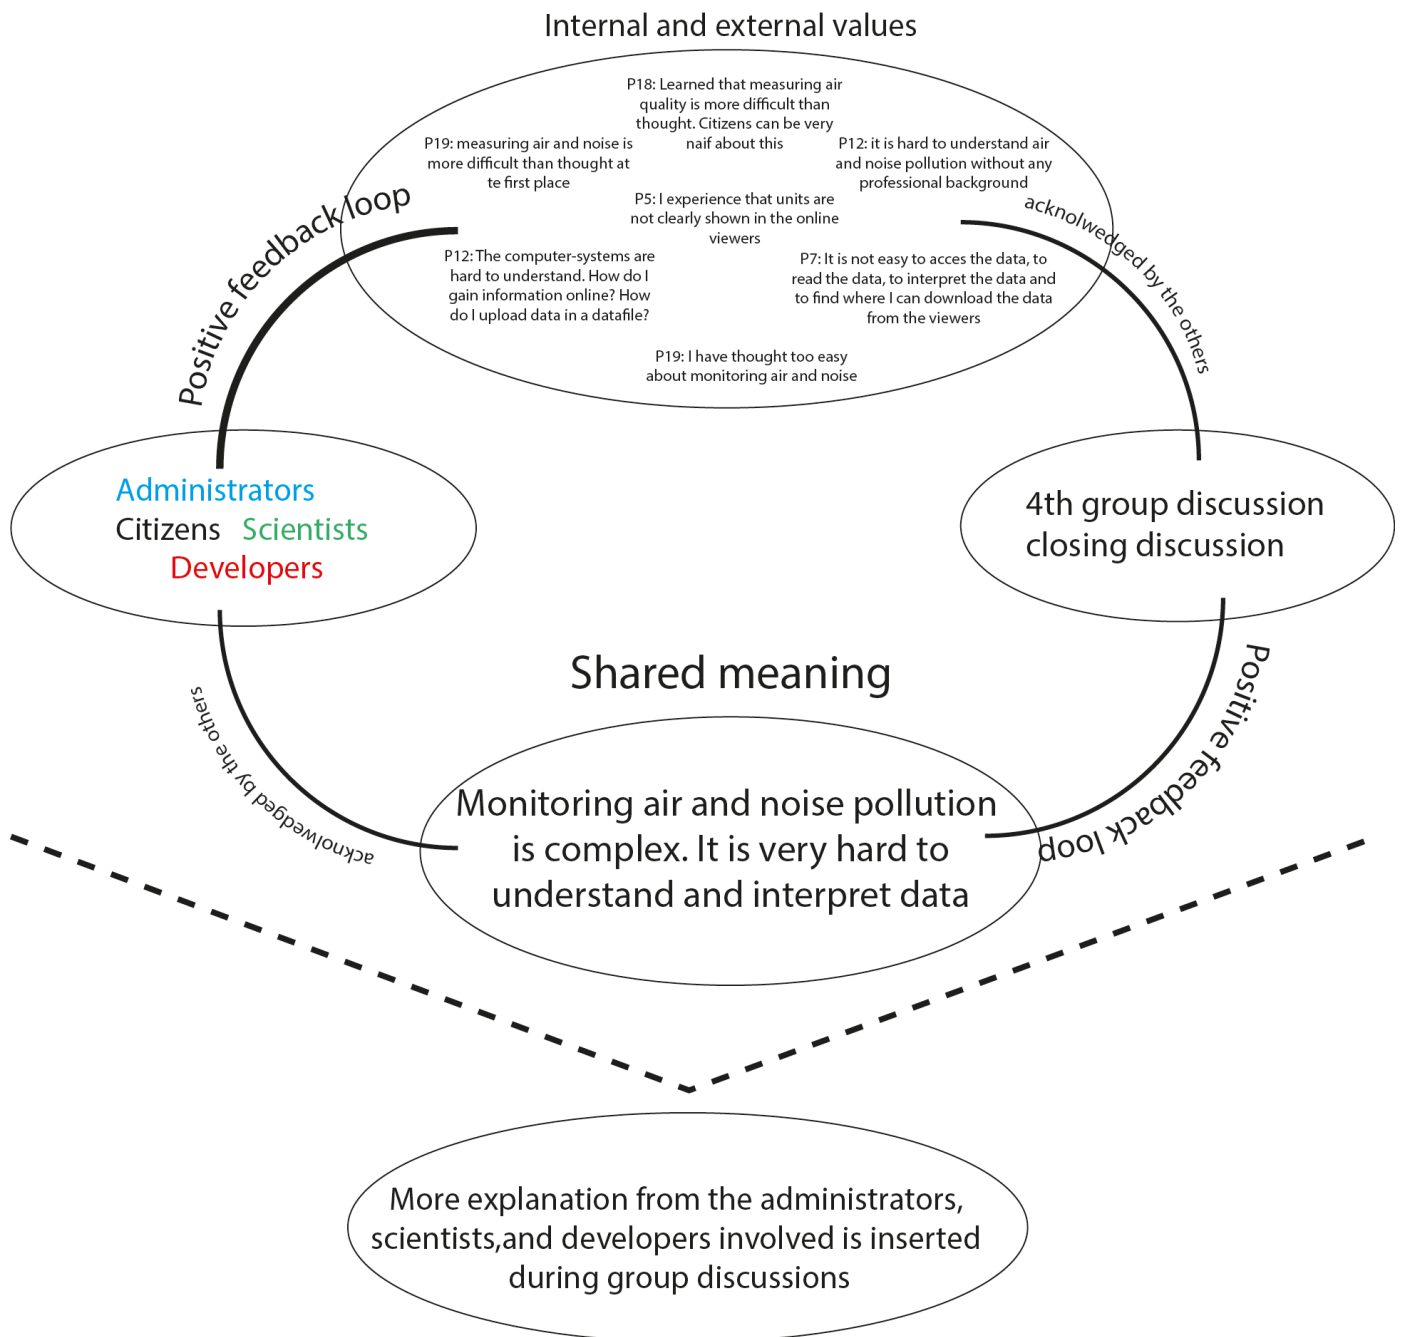 Internal and external values
P18: Learned that measuring air
quality is more difficult than
thought. Citizens can be very
naif about this
P19: measuring air and noise is
more difficult than thought at
te first place
P12: it is hard to understand air
and noise pollution without any
professional background
P5: I experience that units are
not clearly shown in the online
viewers
P12: The computer-systems are
hard to understand. How do I
gain information online? How
do I upload data in a datafile?
P7: It is not easy to acces the data, to
read the data, to interpret the data and
to find where I can download the data
from the viewers
P19: I have thought too easy
about monitoring air and noise
Positive feedback loop
acknolwedged by the others
Administrators
Citizens Scientists
Developers
4th group discussion
closing discussion
Shared meaning
acknolwedged by the others
Positive feedback loop
Monitoring air and noise pollution
is complex. It is very hard to
understand and interpret data
More explanation from the administrators,
scientists,and developers involved is inserted
during group discussions